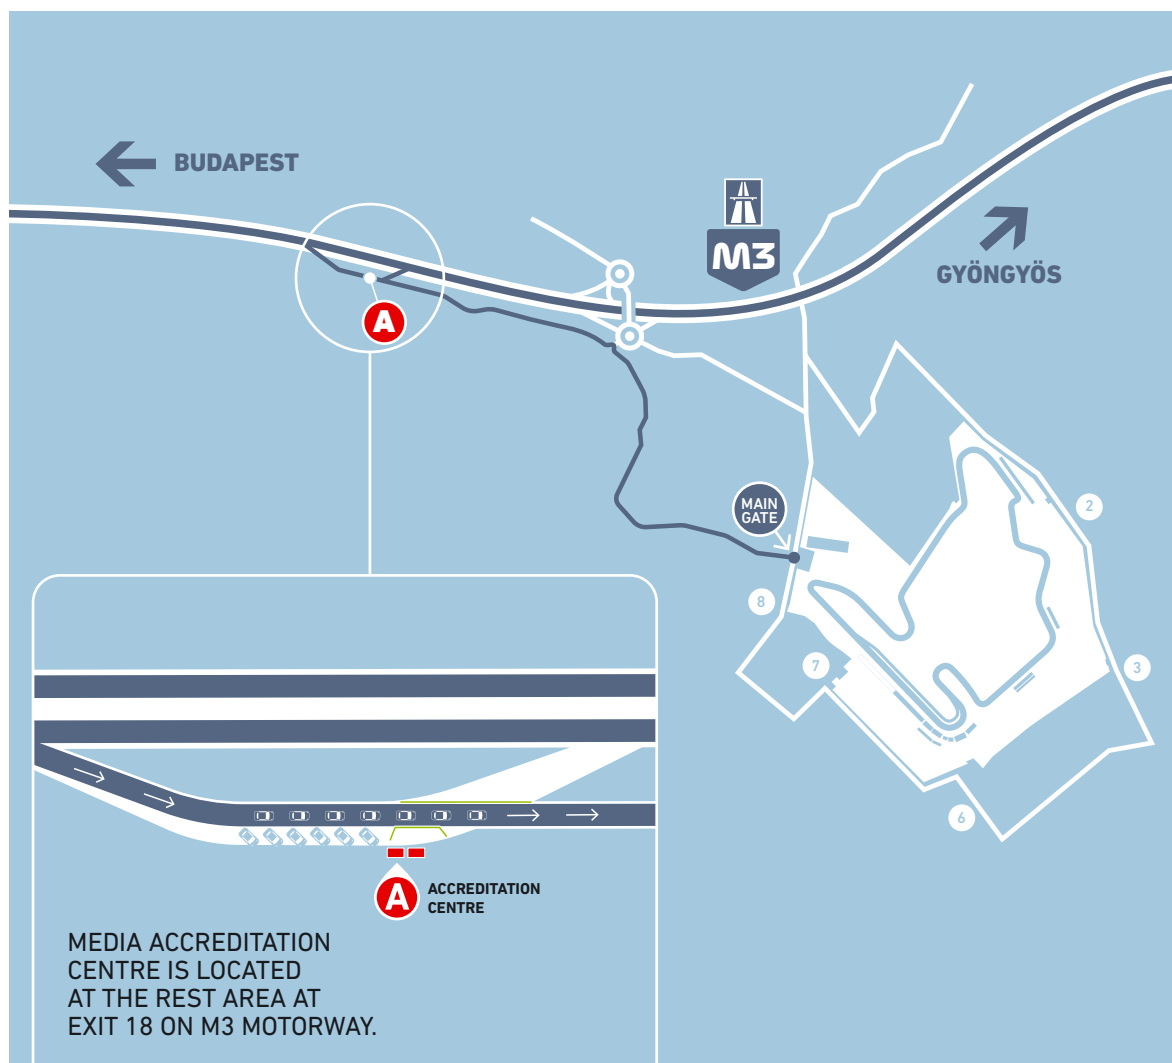 BUDAPEST
M3
GYÖNGYÖS
A
MAIN
GATE
2
8
7
3
6
A
ACCREDITATION
CENTRE
MEDIA ACCREDITATION
CENTRE IS LOCATED
AT THE REST AREA AT
EXIT 18 ON M3 MOTORWAY.